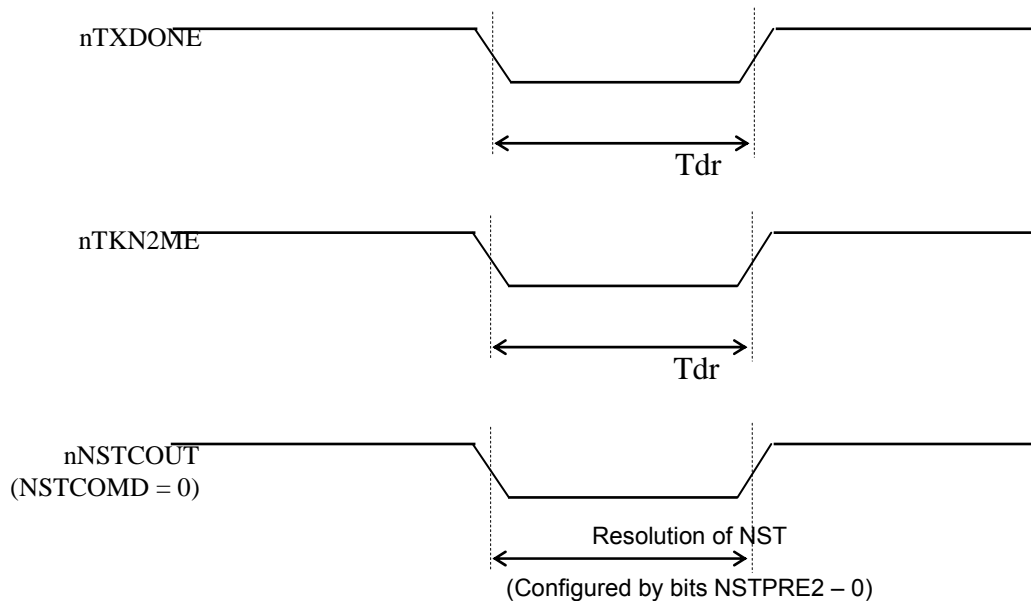 nTXDONE
Tdr
nTKN2ME
Tdr
nNSTCOUT
(NSTCOMD = 0)
Resolution of NST
(Configured by bits NSTPRE2 – 0)